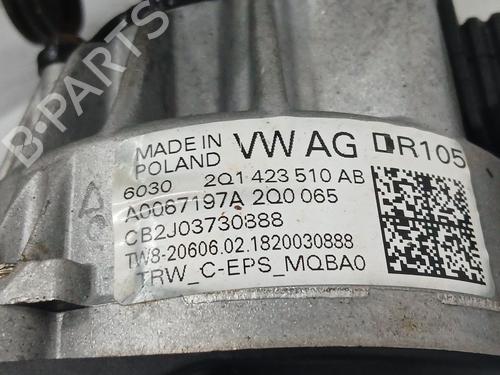 MADE IN
POLAND
VW AG
DR105
6030 2Q1 423 510 AB
A0067197A 2Q0 065
CB2J03730888
TW8-20606.02.1820030888
TRW_C-EPS_MQBA0
B-PARTS